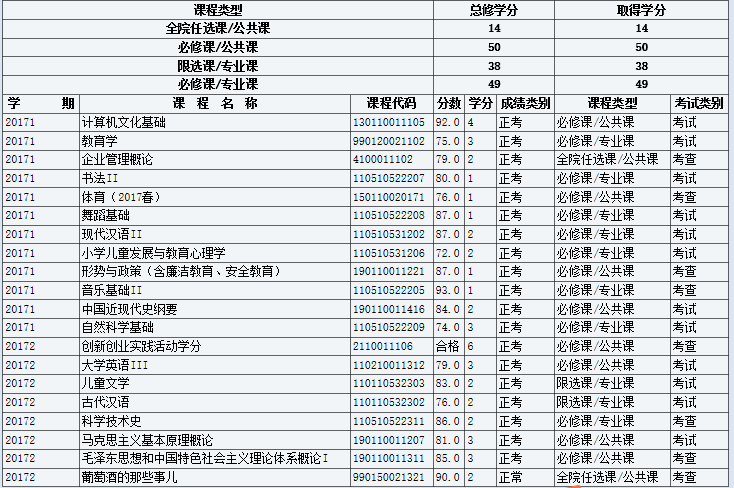 课程类型 总修学分 取得学分
全院任选课/公共课 14 14
必修课/公共课 50 50
限选课/专业课 38 38
必修课/专业课 49 49
学 期 课 程 名 称 课程代码 分数 学分 成绩类别 课程类型 考试类别
20171 计算机文化基础 130110011105 92.0 4 正考 必修课/公共课 考试
20171 教育学 990120021102 75.0 3 正考 必修课/专业课 考试
20171 企业管理概论 4100011102 79.0 2 正考 全院任选课/公共课 考查
20171 书法II 110510522207 80.0 1 正考 必修课/专业课 考试
20171 体育（2017春） 150110020171 76.0 1 正考 必修课/公共课 考查
20171 舞蹈基础 110510522208 87.0 1 正考 必修课/专业课 考试
20171 现代汉语II 110510531202 87.0 2 正考 必修课/专业课 考试
20171 小学儿童发展与教育心理学 110510531206 72.0 2 正考 必修课/专业课 考试
20171 形势与政策（含廉洁教育、安全教育） 190110011221 87.0 1 正考 必修课/公共课 考查
20171 音乐基础II 110510522205 93.0 1 正考 必修课/专业课 考查
20171 中国近现代史纲要 190110011416 84.0 2 正考 必修课/公共课 考试
20171 自然科学基础 110510522209 74.0 3 正考 必修课/专业课 考试
20172 创新创业实践活动学分 2110011106 合格 6 正考 必修课/公共课 考查
20172 大学英语III 110210011312 79.0 3 正考 必修课/公共课 考试
20172 儿童文学 110110532303 83.0 2 正考 限选课/专业课 考试
20172 古代汉语 110110532302 76.0 2 正考 限选课/专业课 考试
20172 科学技术史 110510522311 86.0 2 正考 必修课/专业课 考查
20172 马克思主义基本原理概论 190110011207 81.0 3 正考 必修课/公共课 考试
20172 毛泽东思想和中国特色社会主义理论体系概论I 190110011311 85.0 3 正考 必修课/公共课 考查
20172 葡萄酒的那些事儿 990150021321 90.0 2 正常 全院任选课/公共课 考查